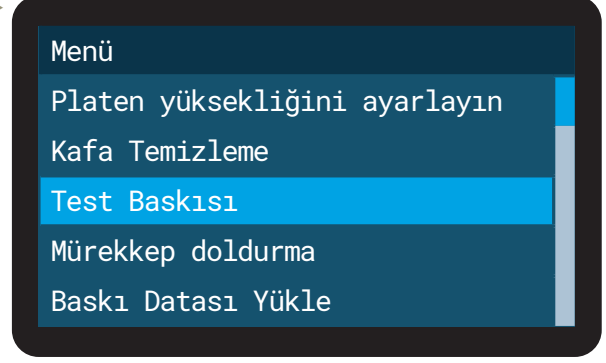 Menü
Platen yüksekliğini ayarlayın
Kafa Temizleme
Test Baskısı
Mürekkep doldurma
Baskı Datası Yükle